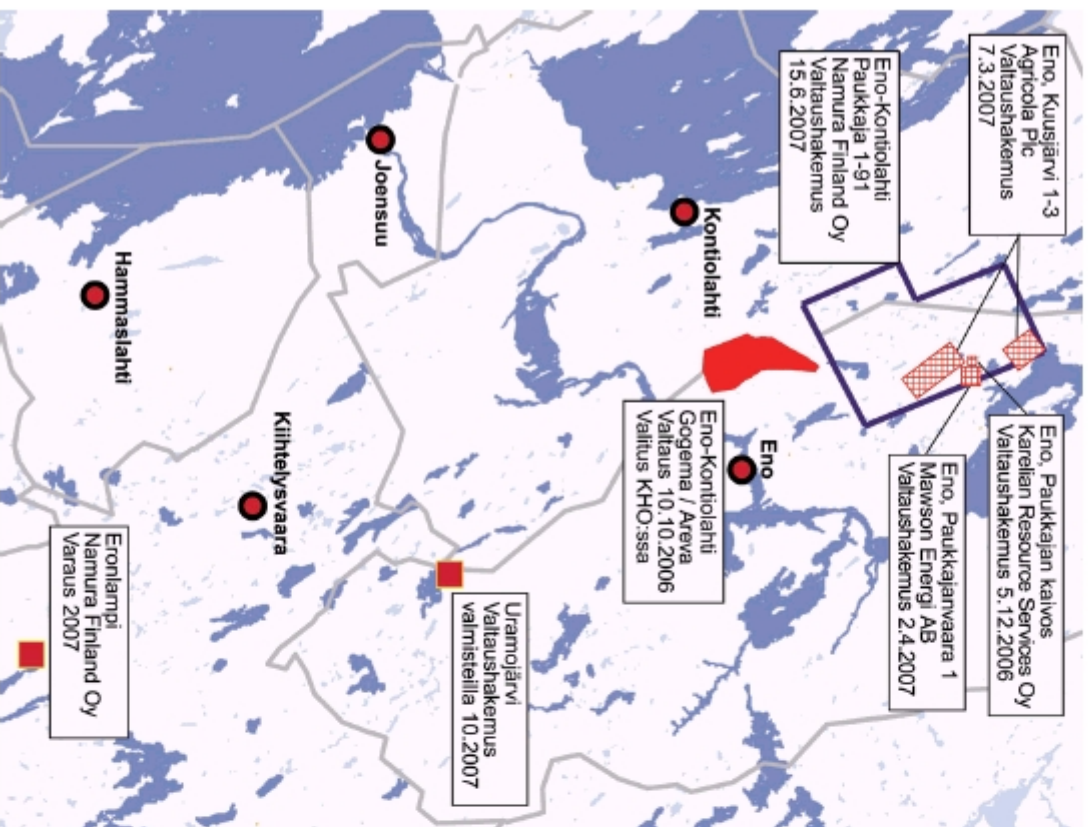 Eno, Kuusjärvi 1-3
Agricola Plc
Valtaushakemus
7.3.2007
Eno, Paukkajan kaivos
Karelian Resource Services Oy
Valtaushakemus 5.12.2006
Eno-Kontiolahti
Paukkaja 1-91
Namura Finland Oy
Valtaushakemus
15.6.2007
Eno, Paukkajanvaara 1
Mawson Energi AB
Valtaushakemus 2.4.2007
Kontiolahti
Eno
Eno-Kontiolahti
Gogema / Areva
Valtaus 10.10.2006
Valitus KHO:ssa
Joensuu
Uramojärvi
Valtaushakemus
valmisteilla 10.2007
Kiihtelysvaara
Hammaslahti
Eronlampi
Namura Finland Oy
Varaus 2007